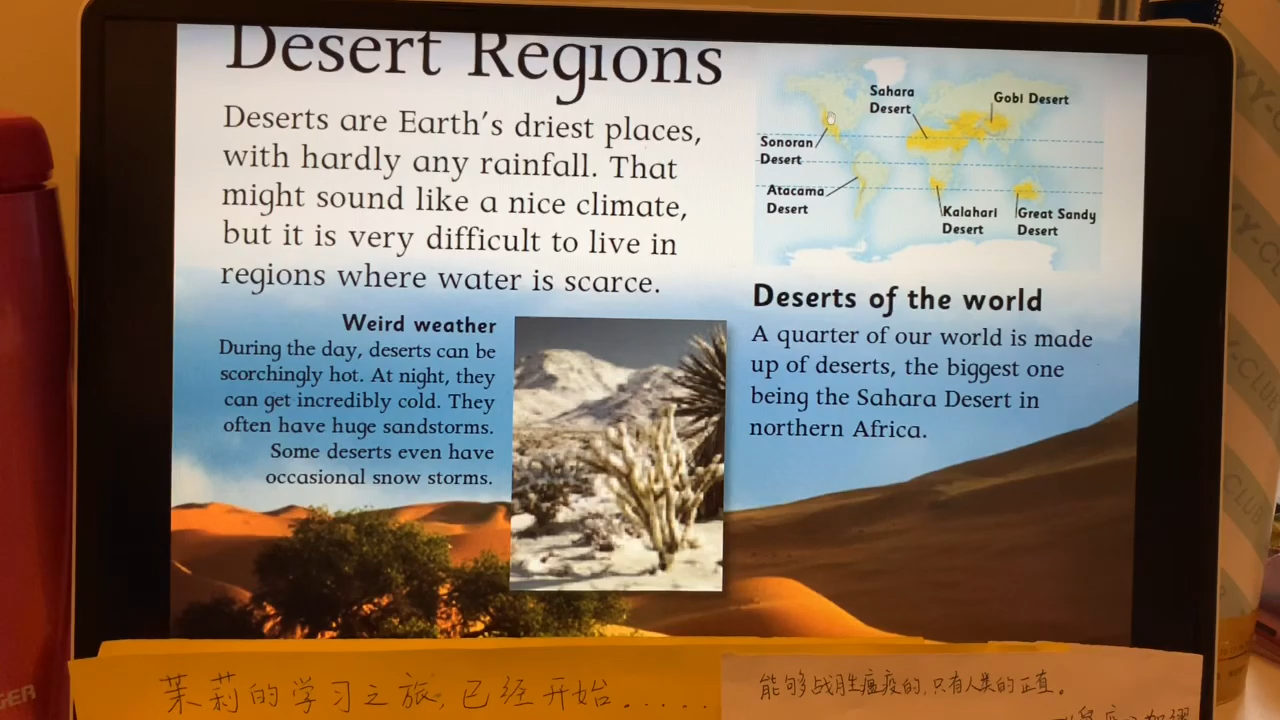 Desert Regions
Deserts are Earth's driest places,
with hardly any rainfall. That
might sound like a nice climate,
but it is very difficult to live in
regions where water is scarce.
Weird weather
During the day, deserts can be
scorchingly hot. At night, they
can get incredibly cold. They
often have huge sandstorms.
Some deserts even have
occasional snow storms.
Sahara
Desert
Gobi Desert
Sonoran
Desert
Atacama
Desert
Kalahari
Desert
Great Sandy
Desert
Deserts of the world
A quarter of our world is made
up of deserts, the biggest one
being the Sahara Desert in
northern Africa.
茉莉的学习之旅,已经开始......
能够战胜瘟疫的,只有人类的正直。